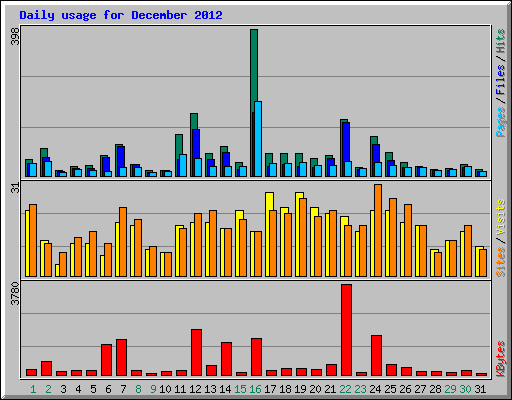 Daily usage for December 2012
398
Pages / Files / Hits
31
Sites / Visits
3780
KBytes
1 2 3 4 5 6 7 8 9 10 11 12 13 14 15 16 17 18 19 20 21 22 23 24 25 26 27 28 29 30 31